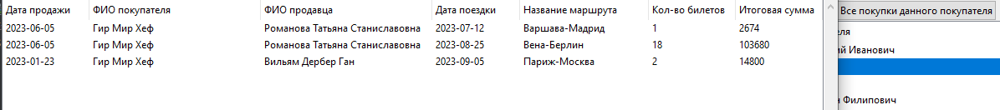 Дата продажи ФИО покупателя ФИО продавца Дата поездки Название маршрута Кол-во билетов Итоговая сумма
2023-06-05 Гир Мир Хеф Романова Татьяна Станиславовна 2023-07-12 Варшава-Мадрид 1 2674
2023-06-05 Гир Мир Хеф Романова Татьяна Станиславовна 2023-08-25 Вена-Берлин 18 103680
2023-01-23 Гир Мир Хеф Вильям Дербер Ган 2023-09-05 Париж-Москва 2 14800
Все покупки данного покупателя
еля
ий Иванович
Филипович